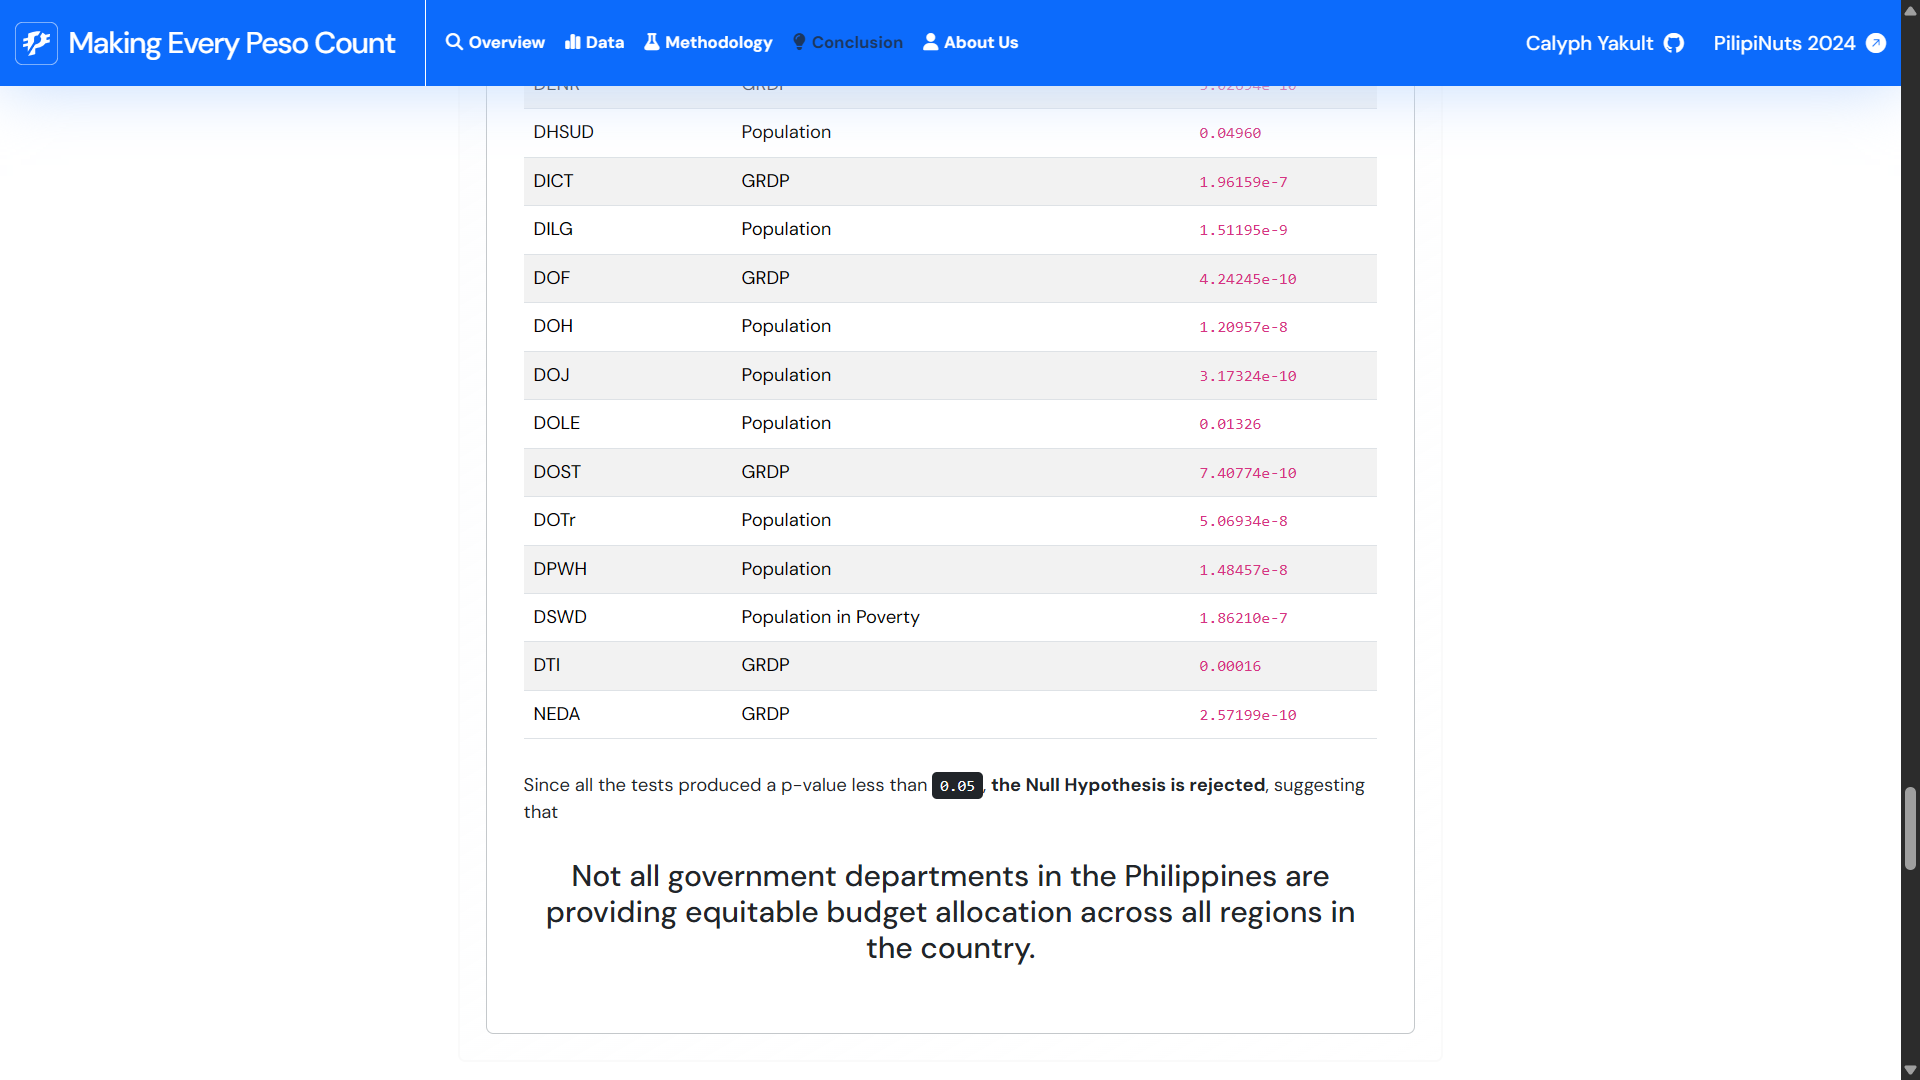 Making Every Peso Count Overview Data Methodology Conclusion About Us Calyph Yakult PilipiNuts 2024
DENR GRDP
DHSUD Population 0.04960
DICT GRDP 1.96159e-7
DILG Population 1.51195e-9
DOF GRDP 4.24245e-10
DOH Population 1.20957e-8
DOJ Population 3.17324e-10
DOLE Population 0.01326
DOST GRDP 7.40774e-10
DOTr Population 5.06934e-8
DPWH Population 1.48457e-8
DSWD Population in Poverty 1.86210e-7
DTI GRDP 0.00016
NEDA GRDP 2.57199e-10
Since all the tests produced a p-value less than 0.05, the Null Hypothesis is rejected, suggesting
that
Not all government departments in the Philippines are
providing equitable budget allocation across all regions in
the country.